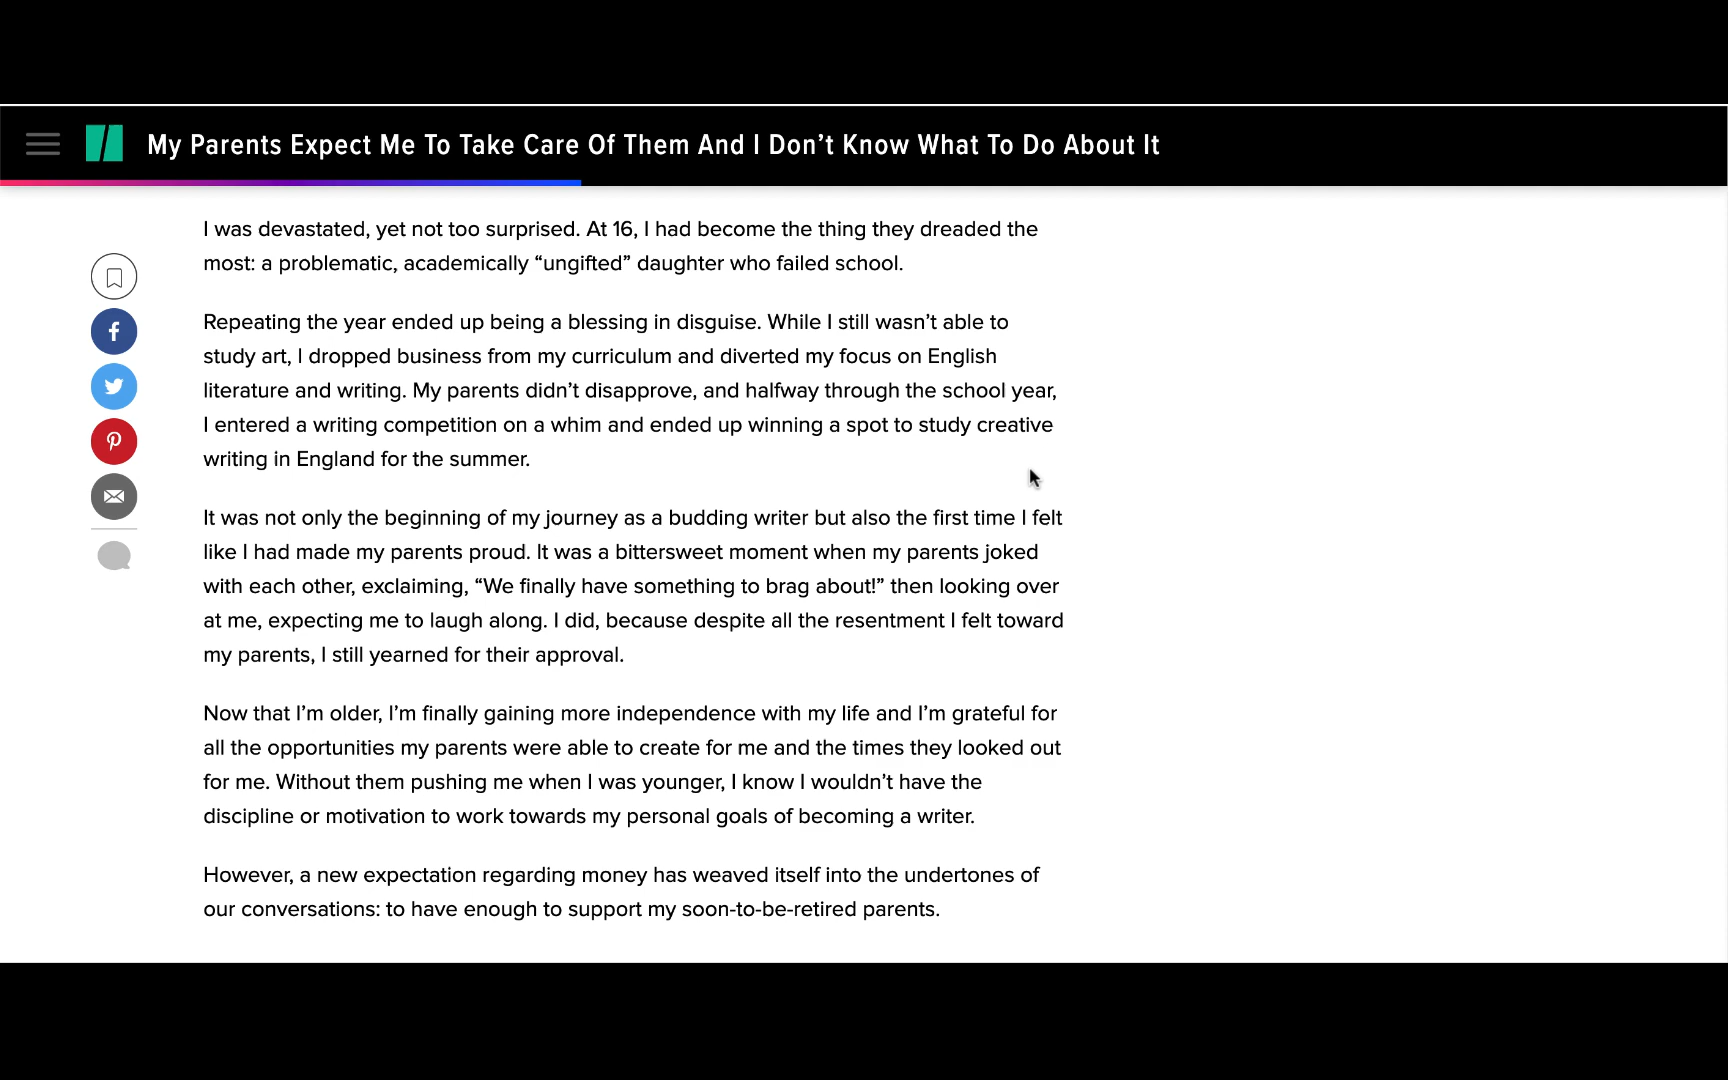 My Parents Expect Me To Take Care Of Them And I Don’t Know What To Do About It
I was devastated, yet not too surprised. At 16, I had become the thing they dreaded the
most: a problematic, academically “ungifted” daughter who failed school.
Repeating the year ended up being a blessing in disguise. While I still wasn’t able to
study art, I dropped business from my curriculum and diverted my focus on English
literature and writing. My parents didn’t disapprove, and halfway through the school year,
I entered a writing competition on a whim and ended up winning a spot to study creative
writing in England for the summer.
It was not only the beginning of my journey as a budding writer but also the first time I felt
like I had made my parents proud. It was a bittersweet moment when my parents joked
with each other, exclaiming, “We finally have something to brag about!” then looking over
at me, expecting me to laugh along. I did, because despite all the resentment I felt toward
my parents, I still yearned for their approval.
Now that I’m older, I’m finally gaining more independence with my life and I’m grateful for
all the opportunities my parents were able to create for me and the times they looked out
for me. Without them pushing me when I was younger, I know I wouldn’t have the
discipline or motivation to work towards my personal goals of becoming a writer.
However, a new expectation regarding money has weaved itself into the undertones of
our conversations: to have enough to support my soon-to-be-retired parents.